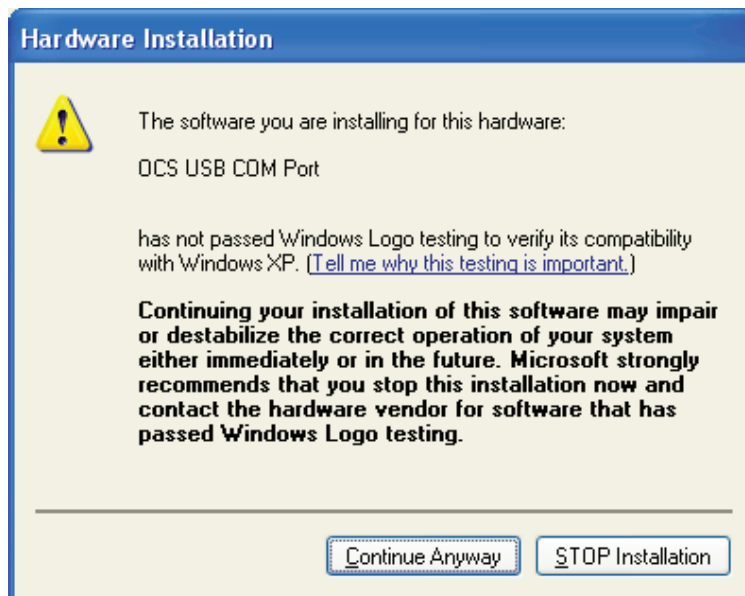 Hardware Installation
The software you are installing for this hardware:
OCS USB COM Port
has not passed Windows Logo testing to verify its compatibility
with Windows XP. (Tell me why this testing is important.)
Continuing your installation of this software may impair
or destabilize the correct operation of your system
either immediately or in the future. Microsoft strongly
recommends that you stop this installation now and
contact the hardware vendor for software that has
passed Windows Logo testing.
Continue Anyway
STOP Installation